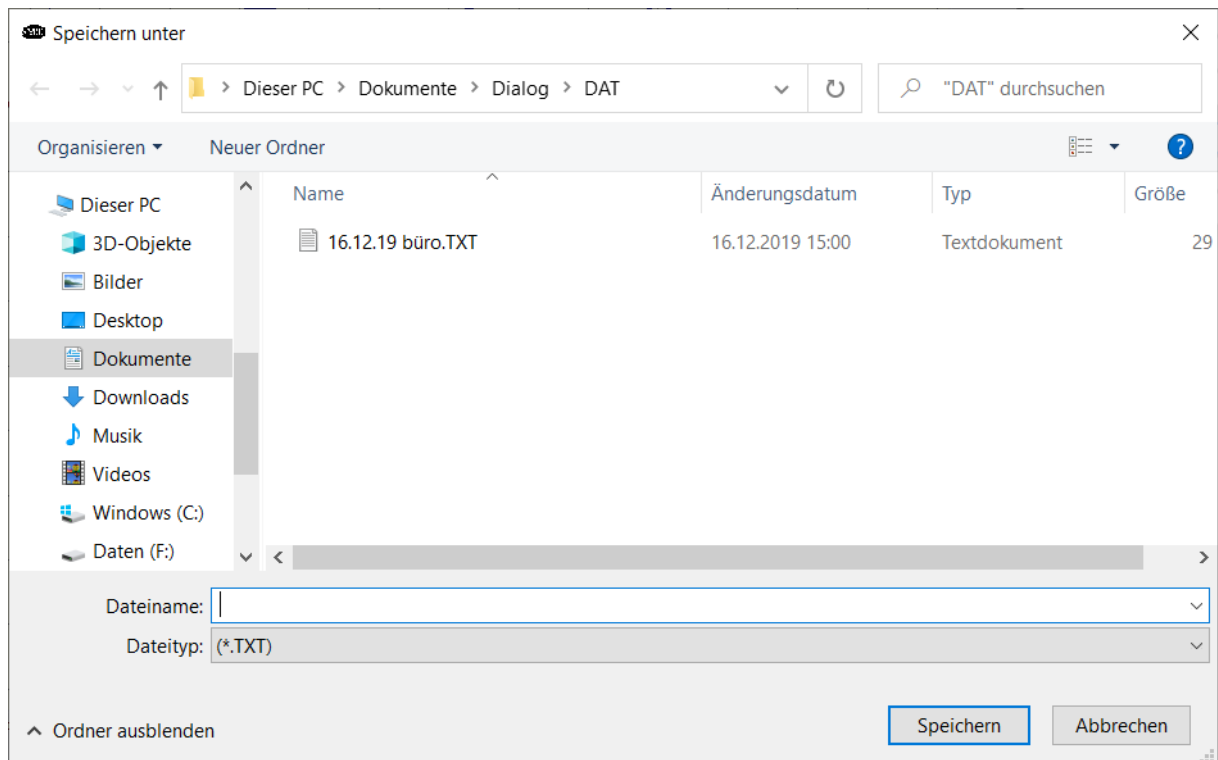 Speichern unter
Dieser PC > Dokumente > Dialog > DAT
"DAT" durchsuchen
Organisieren
Neuer Ordner
?
Name
Änderungsdatum
Typ
Größe
16.12.19 büro.TXT
16.12.2019 15:00
Textdokument
29
Dieser PC
3D-Objekte
Bilder
Desktop
Dokumente
Downloads
Musik
Videos
Windows (C:)
Daten (F:)
Dateiname:
Dateityp: (*.TXT)
Ordner ausblenden
Speichern
Abbrechen